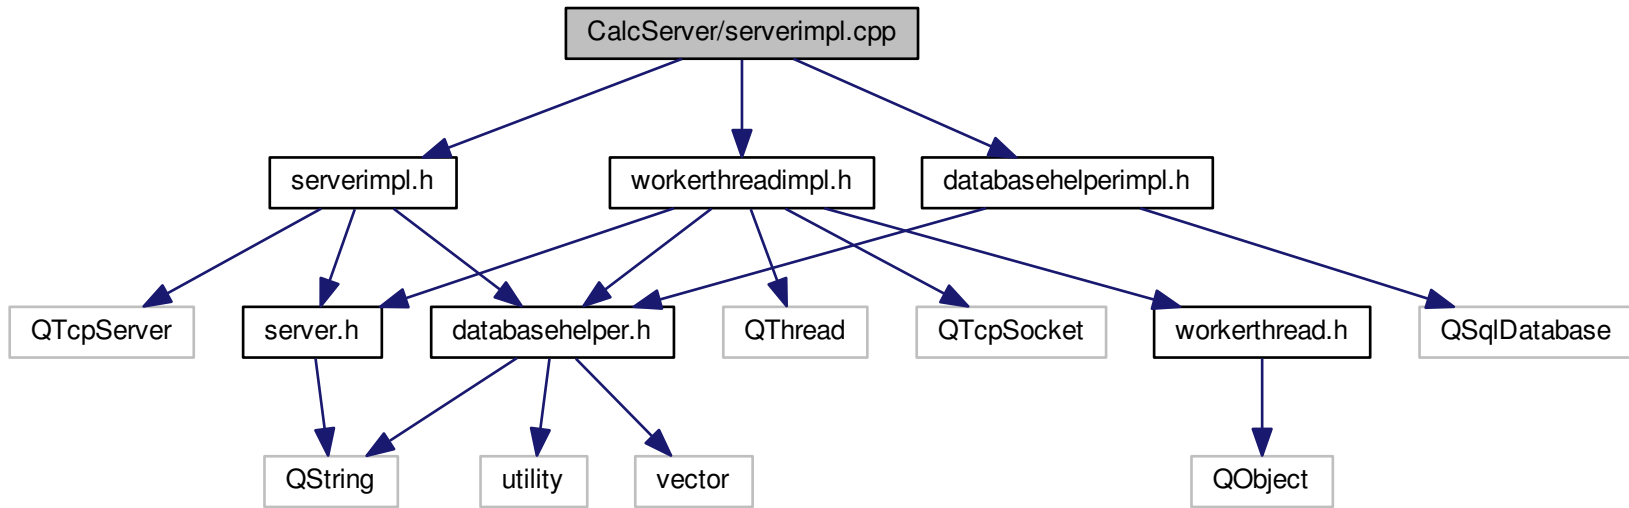 CalcServer/serverimpl.cpp
serverimpl.h
workerthreadimpl.h
databasehelperimpl.h
QTcpServer
server.h
databasehelper.h
QThread
QTcpSocket
workerthread.h
QSqlDatabase
QString
utility
vector
QObject